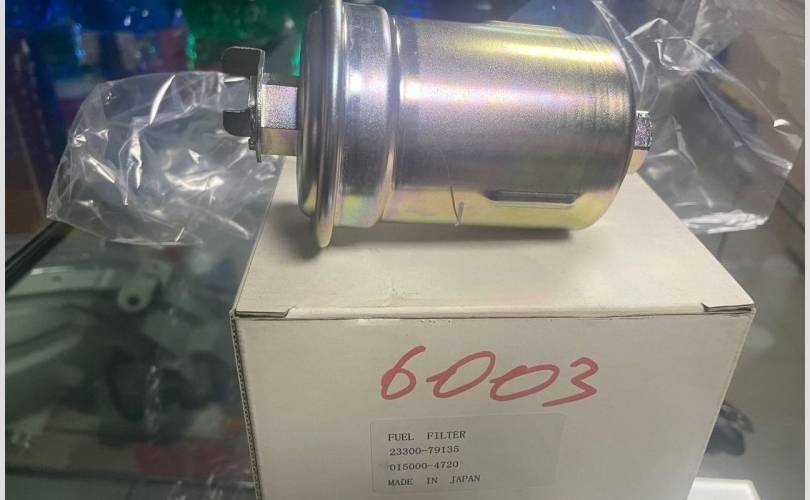 6003
FUEL FILTER
23300-79135
015000-4720
MADE IN JAPAN